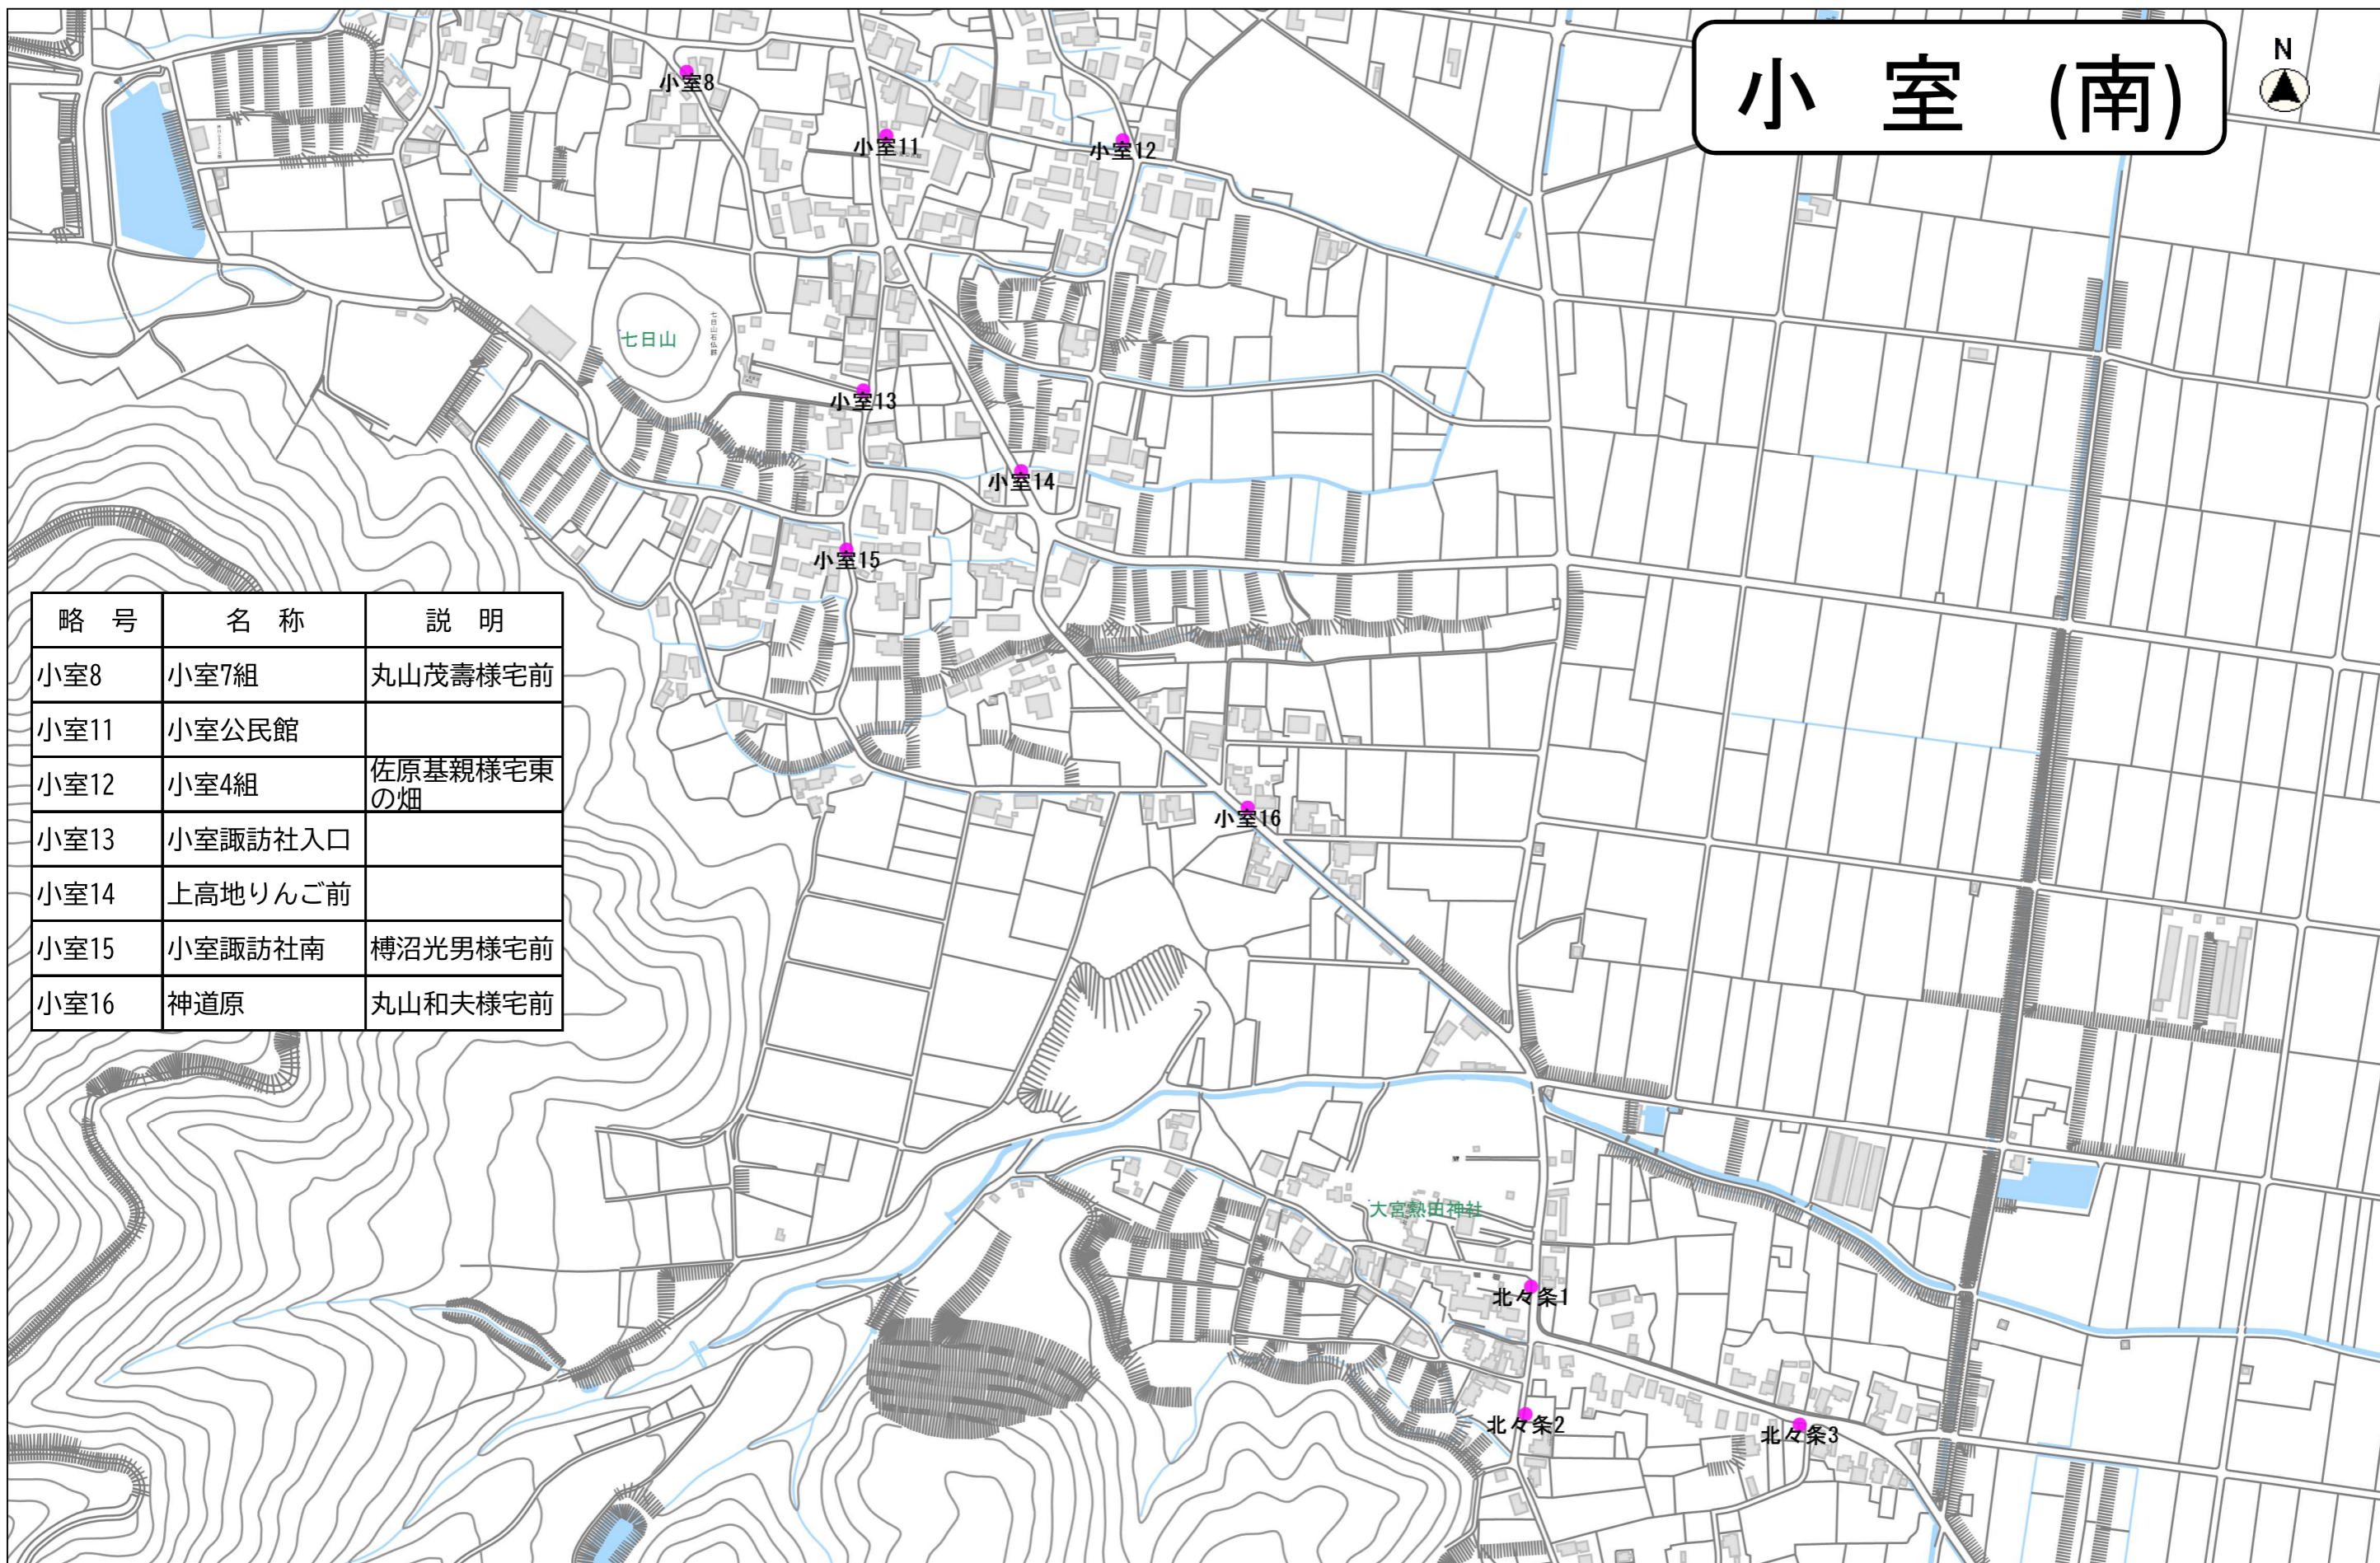 小 室 (南)
N
小室8
小室11
小室12
七日山
七日山石仏群
小室13
小室14
小室15
略 号 名 称 説 明
小室8 小室7組 丸山茂壽様宅前
小室11 小室公民館
小室12 小室4組 佐原基親様宅東
の畑
小室13 小室諏訪社入口
小室14 上高地りんご前
小室15 小室諏訪社南 榑沼光男様宅前
小室16 神道原 丸山和夫様宅前
小室16
大宮熱田神社
北々条1
北々条2
北々条3